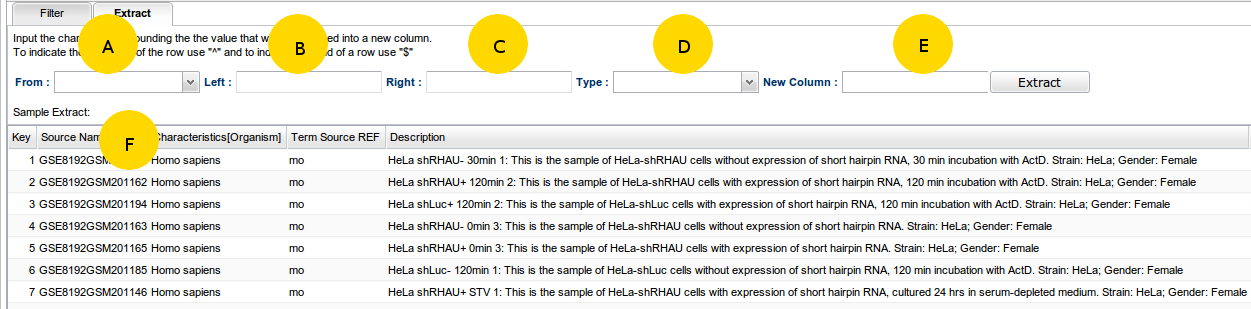 Filter Extract
Input the cha ounding the the value that w ed into a new column.
To indicate the of the row use "^" and to ind d of a row use "$"
A B C D E
From : Left : Right : Type : New Column : Extract
Sample Extract:
F
Key Source Nam Characteristics[Organism] Term Source REF Description
1 GSE8192GSM Homo sapiens mo HeLa shRHAU- 30min 1: This is the sample of HeLa-shRHAU cells without expression of short hairpin RNA, 30 min incubation with ActD. Strain: HeLa; Gender: Female
2 GSE8192GSM201162 Homo sapiens mo HeLa shRHAU+ 120min 2: This is the sample of HeLa-shRHAU cells with expression of short hairpin RNA, 120 min incubation with ActD. Strain: HeLa; Gender: Female
3 GSE8192GSM201194 Homo sapiens mo HeLa shLuc+ 120min 2: This is the sample of HeLa-shLuc cells with expression of short hairpin RNA, 120 min incubation with ActD. Strain: HeLa; Gender: Female
4 GSE8192GSM201163 Homo sapiens mo HeLa shRHAU- 0min 3: This is the sample of HeLa-shRHAU cells without expression of short hairpin RNA. Strain: HeLa; Gender: Female
5 GSE8192GSM201165 Homo sapiens mo HeLa shRHAU+ 0min 3: This is the sample of HeLa-shRHAU cells with expression of short hairpin RNA. Strain: HeLa; Gender: Female
6 GSE8192GSM201185 Homo sapiens mo HeLa shLuc- 120min 1: This is the sample of HeLa-shLuc cells without expression of short hairpin RNA, 120 min incubation with ActD. Strain: HeLa; Gender: Female
7 GSE8192GSM201146 Homo sapiens mo HeLa shRHAU+ STV 1: This is the sample of HeLa-shRHAU cells with expression of short hairpin RNA, cultured 24 hrs in serum-depleted medium. Strain: HeLa; Gender: Female